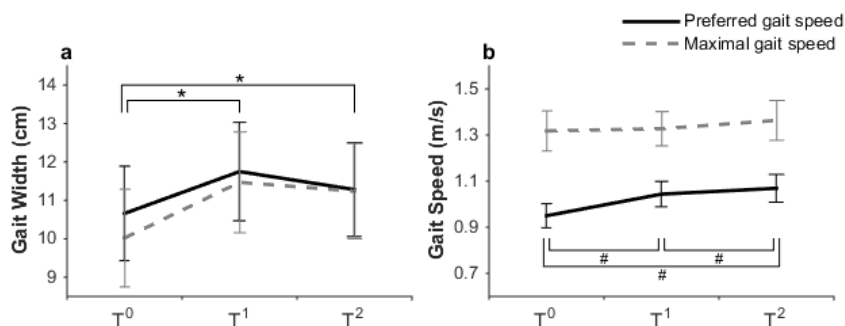 Preferred gait speed
Maximal gait speed
a
Gait Width (cm)
14
13
12
11
10
9
*
*
T⁰
T¹
T²
b
Gait Speed (m/s)
1.5
1.3
1.1
0.9
0.7
#
#
#
T⁰
T¹
T²